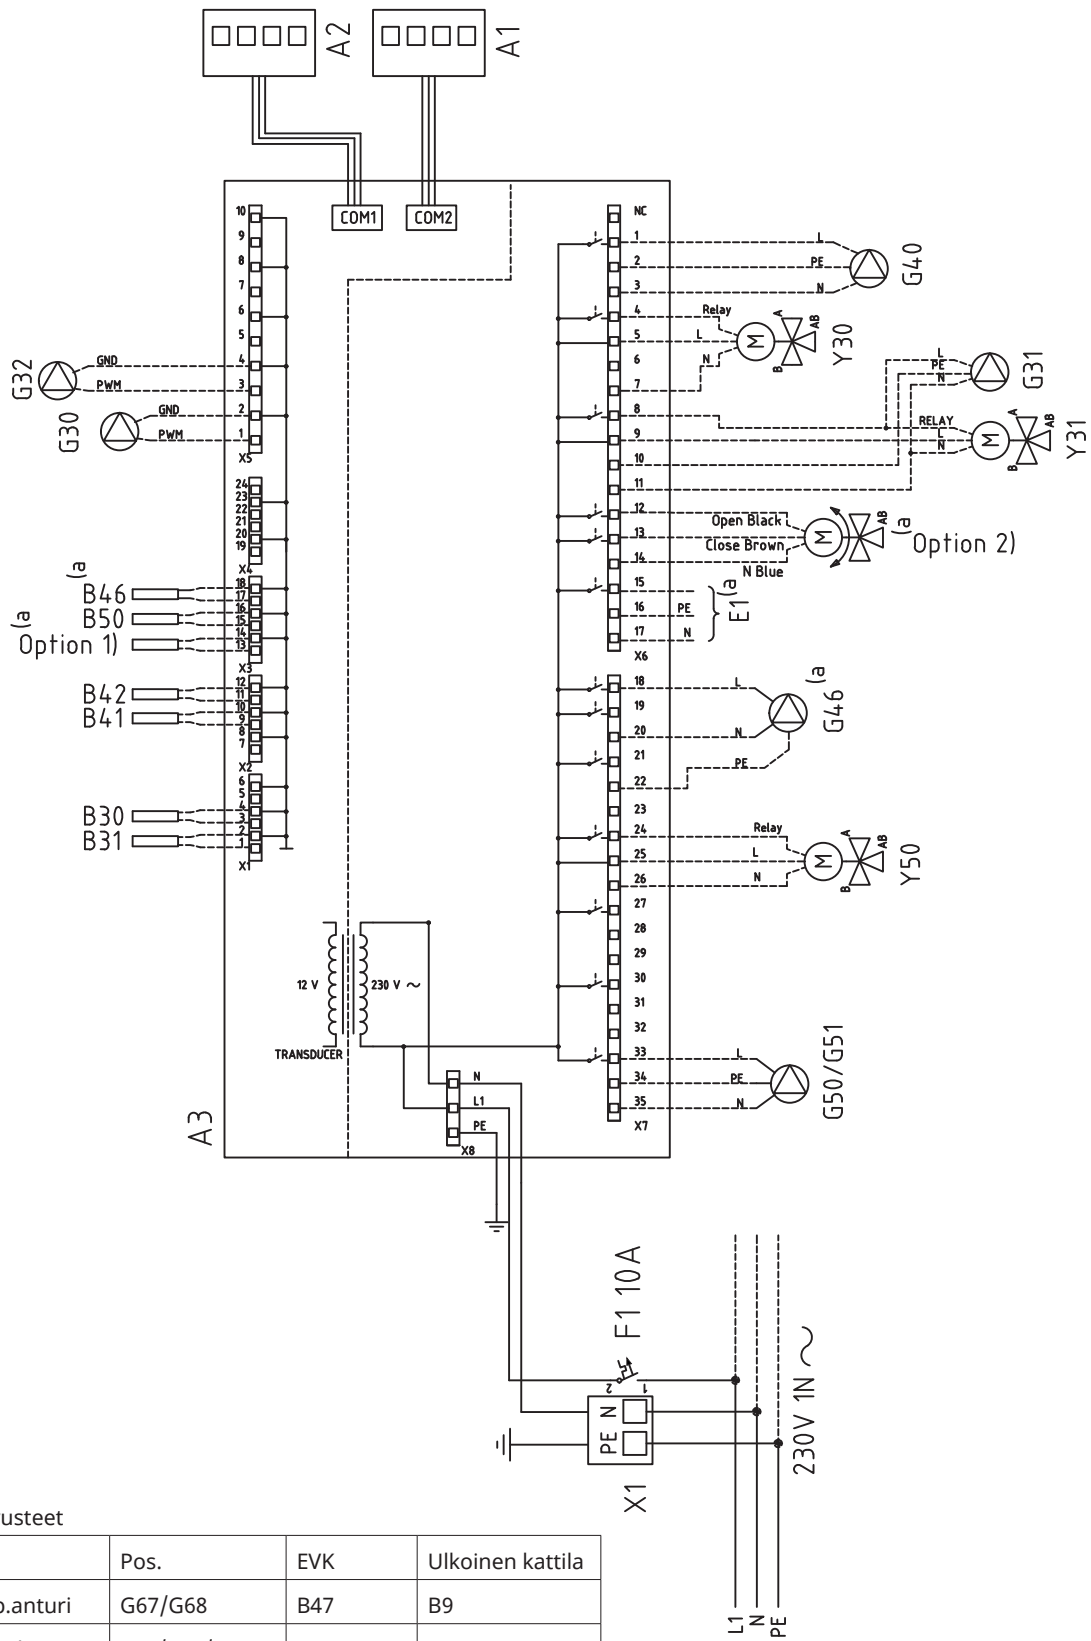 A2
A1
COM1
COM2
10
9
8
7
6
5
4
3
2
1
X5
G32
GND
PWM
G30
GND
PWM
24
23
22
21
20
19
X4
18
17
16
15
14
13
X3
(a
B46
B50
(a
Option 1)
12
11
10
9
8
7
X2
B42
B41
6
5
4
3
2
1
X1
B30
B31
NC
1
2
3
4
5
6
7
8
9
10
11
12
13
14
15
16
17
X6
L
PE
N
G40
Relay
L
N
M
A
AB
B
Y30
L
PE
N
G31
RELAY
L
N
M
A
AB
B
Y31
Open Black
Close Brown
N Blue
M
AB
(a
Option 2)
PE
N
E1 (a
18
19
20
21
22
23
24
25
26
27
28
29
30
31
32
33
34
35
X7
L
N
PE
G46 (a
Relay
L
N
M
A
AB
B
Y50
L
PE
N
G50/G51
12 V
230 V ~
TRANSDUCER
N
L1
PE
X8
A3
F1 10A
2
1
PE N
X1
230V 1N ~
L1
N
PE
usteet
Pos. EVK Ulkoinen kattila
o.anturi G67/G68 B47 B9